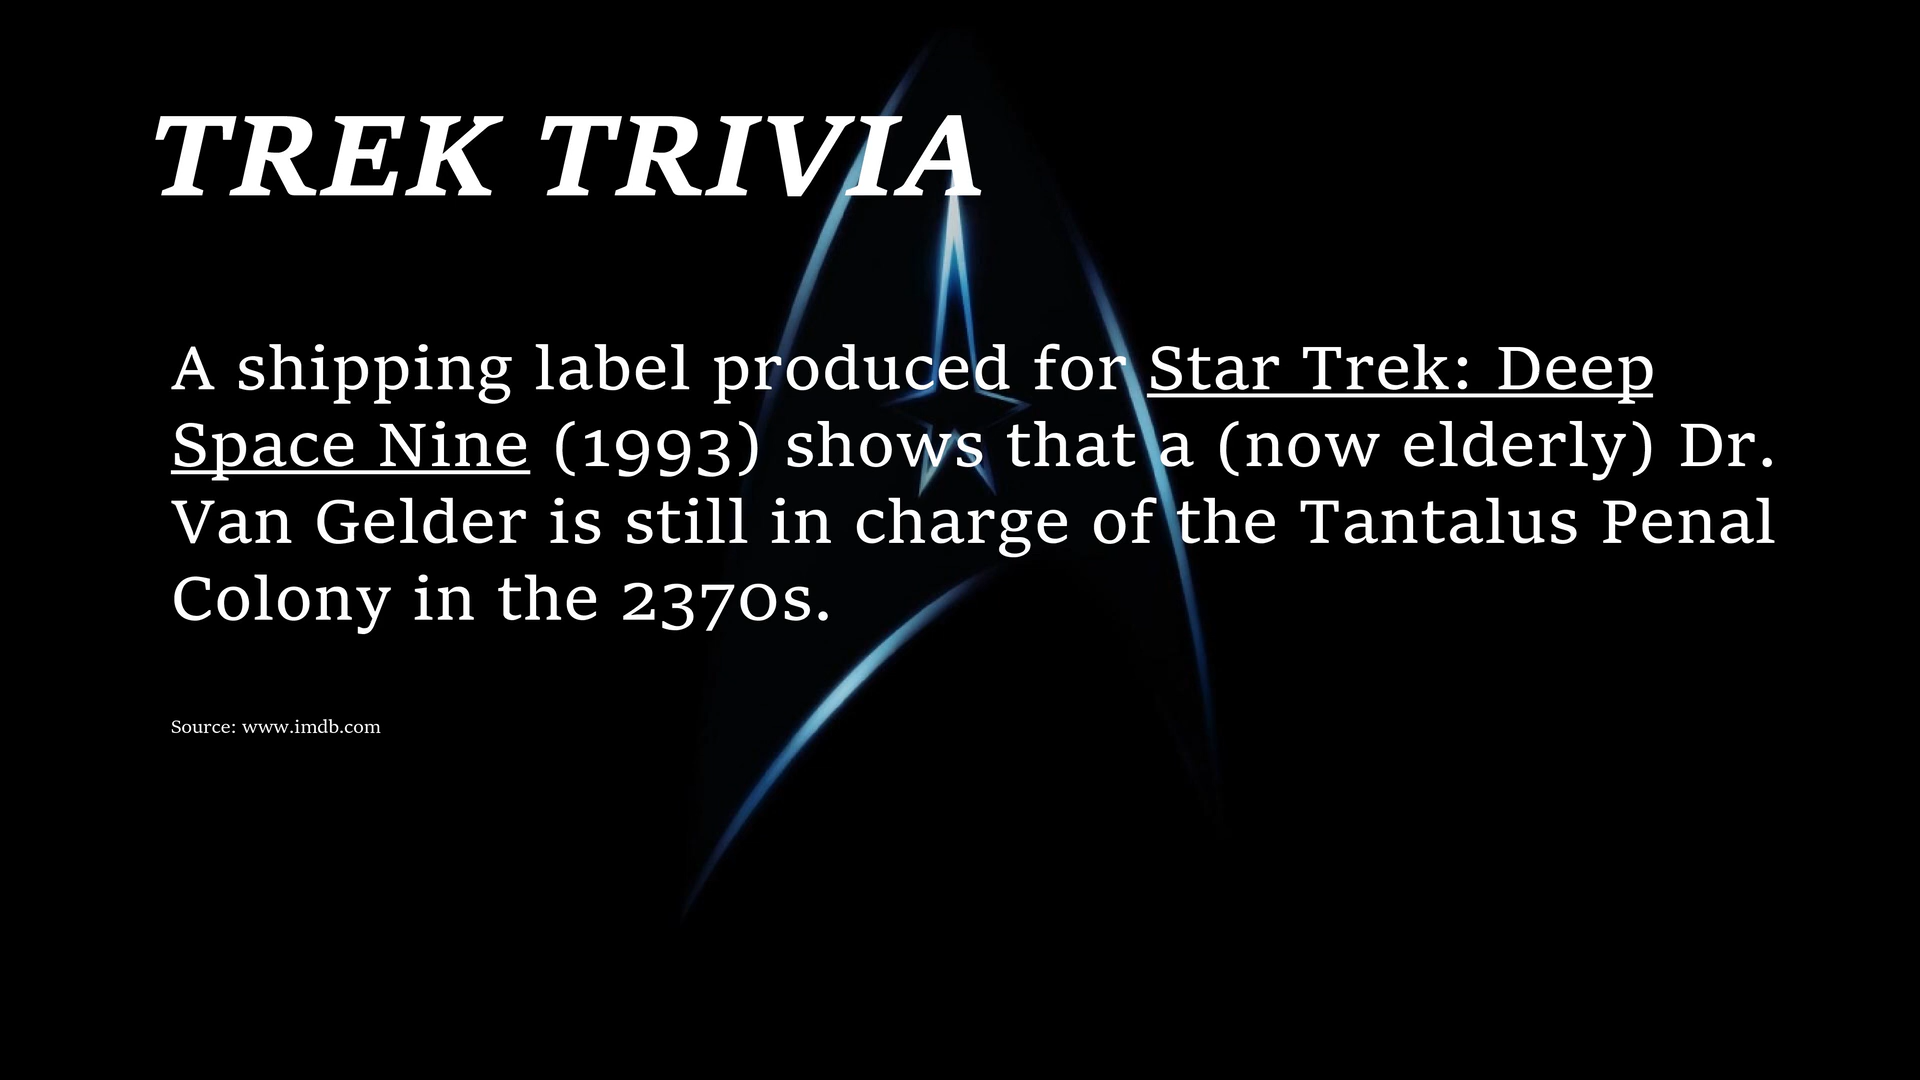 TREK TRIVIA
A shipping label produced for Star Trek: Deep
Space Nine (1993) shows that a (now elderly) Dr.
Van Gelder is still in charge of the Tantalus Penal
Colony in the 2370s.
Source: www.imdb.com